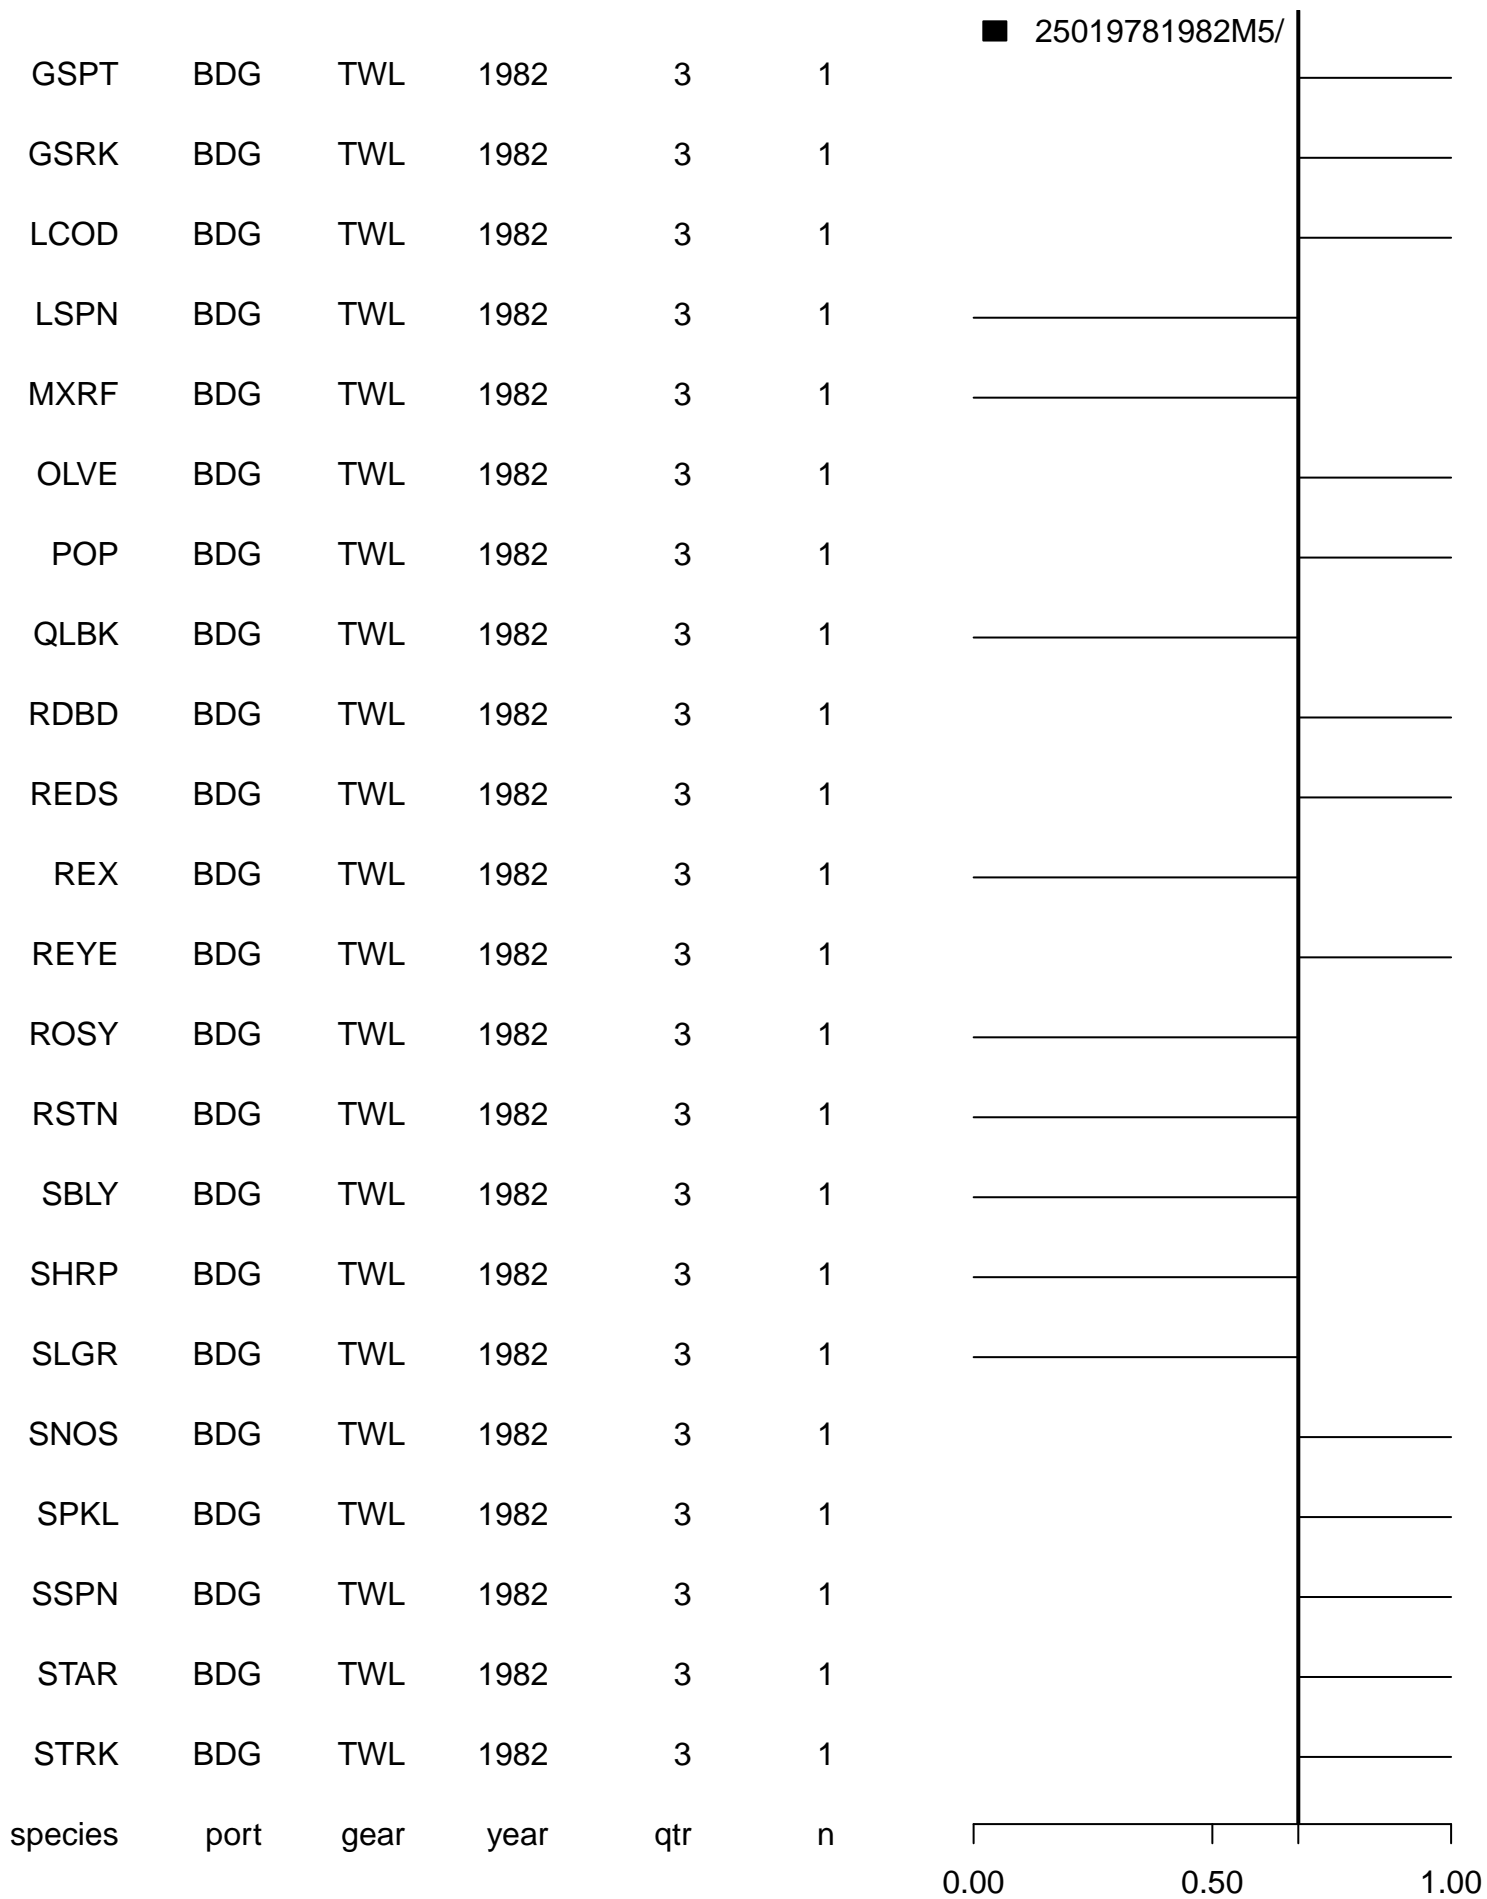 25019781982M5/
GSPT BDG TWL 1982 3 1
GSRK BDG TWL 1982 3 1
LCOD BDG TWL 1982 3 1
LSPN BDG TWL 1982 3 1
MXRF BDG TWL 1982 3 1
OLVE BDG TWL 1982 3 1
POP BDG TWL 1982 3 1
QLBK BDG TWL 1982 3 1
RDBD BDG TWL 1982 3 1
REDS BDG TWL 1982 3 1
REX BDG TWL 1982 3 1
REYE BDG TWL 1982 3 1
ROSY BDG TWL 1982 3 1
RSTN BDG TWL 1982 3 1
SBLY BDG TWL 1982 3 1
SHRP BDG TWL 1982 3 1
SLGR BDG TWL 1982 3 1
SNOS BDG TWL 1982 3 1
SPKL BDG TWL 1982 3 1
SSPN BDG TWL 1982 3 1
STAR BDG TWL 1982 3 1
STRK BDG TWL 1982 3 1
species port gear year qtr n
0.00 0.50 1.00